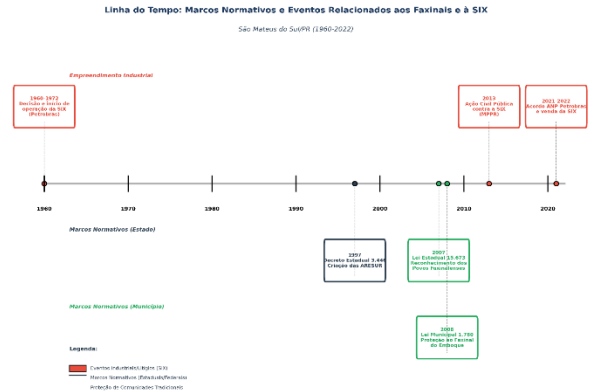 Linha do Tempo: Marcos Normativos e Eventos Relacionados aos Faxinais e à SIX
São Mateus do Sul/PR (1960-2022)
Empreendimento Industrial
1960-1972
Decisão e início de
operação da SIX
(Petrobras)
2013
Ação Civil Pública
contra a SIX
(MPPR)
2021-2022
Acordo ANP-Petrobras
e venda da SIX
1960
1970
1980
1990
2000
2010
2020
Marcos Normativos (Estado)
1997
Decreto Estadual 3.446
Criação das ARESUR
2007
Lei Estadual 15.673
Reconhecimento dos
Povos Faxinalenses
Marcos Normativos (Município)
2008
Lei Municipal 1.780
Proteção ao Faxinal
do Emboque
Legenda:
Eventos Industriais/Litígios (SIX)
Marcos Normativos (Estaduais/Federais)
Proteção de Comunidades Tradicionais